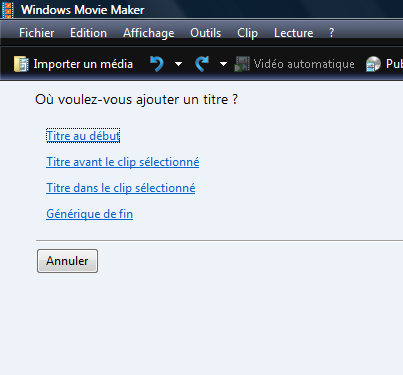 Windows Movie Maker
Fichier Edition Affichage Outils Clip Lecture ?
Importer un média Vidéo automatique Pub
Où voulez-vous ajouter un titre ?
Titre au début
Titre avant le clip sélectionné
Titre dans le clip sélectionné
Générique de fin
Annuler